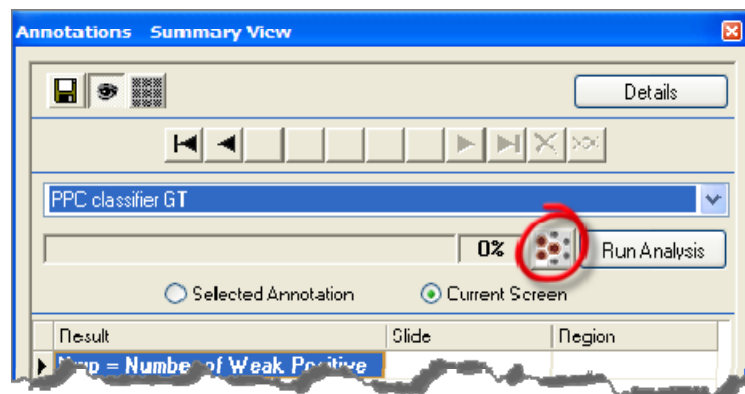 Annotations Summary View
Details
PPC classifier GT
0% Run Analysis
Selected Annotation Current Screen
Result Slide Region
= Number of Weak Positive